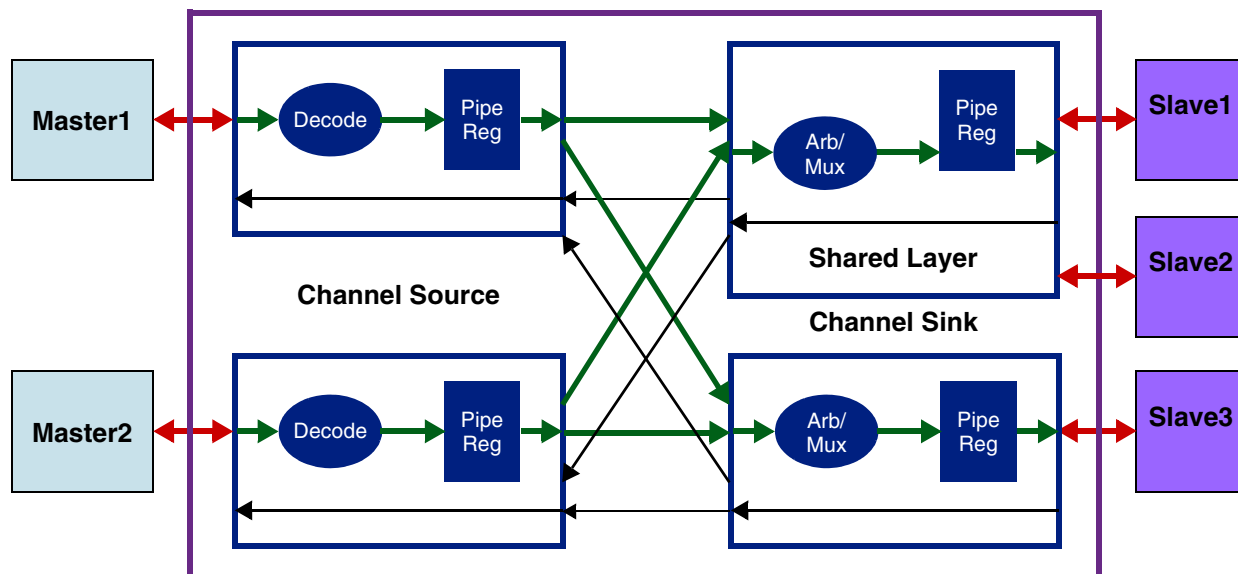 Master1
Decode
Pipe
Reg
Arb/
Mux
Pipe
Reg
Slave1
Shared Layer
Slave2
Channel Source
Channel Sink
Master2
Decode
Pipe
Reg
Arb/
Mux
Pipe
Reg
Slave3